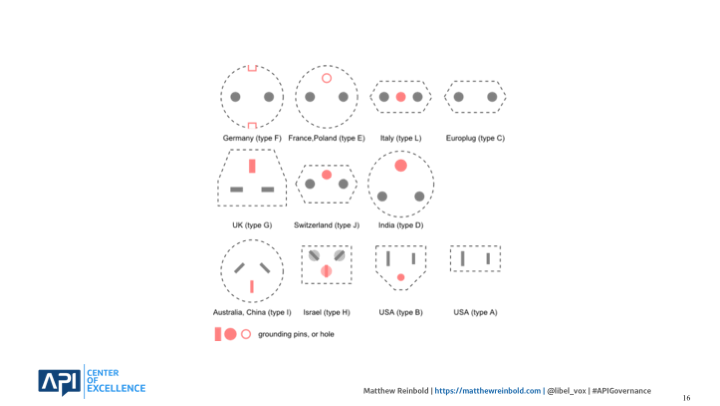 Germany (type F)
France,Poland (type E)
Italy (type L)
Europlug (type C)
UK (type G)
Switzerland (type J)
India (type D)
Australia, China (type I)
Israel (type H)
USA (type B)
USA (type A)
grounding pins, or hole
API
CENTER
OF
EXCELLENCE
Matthew Reinbold | https://matthewreinbold.com | @libel_vox | #APIGovernance
16